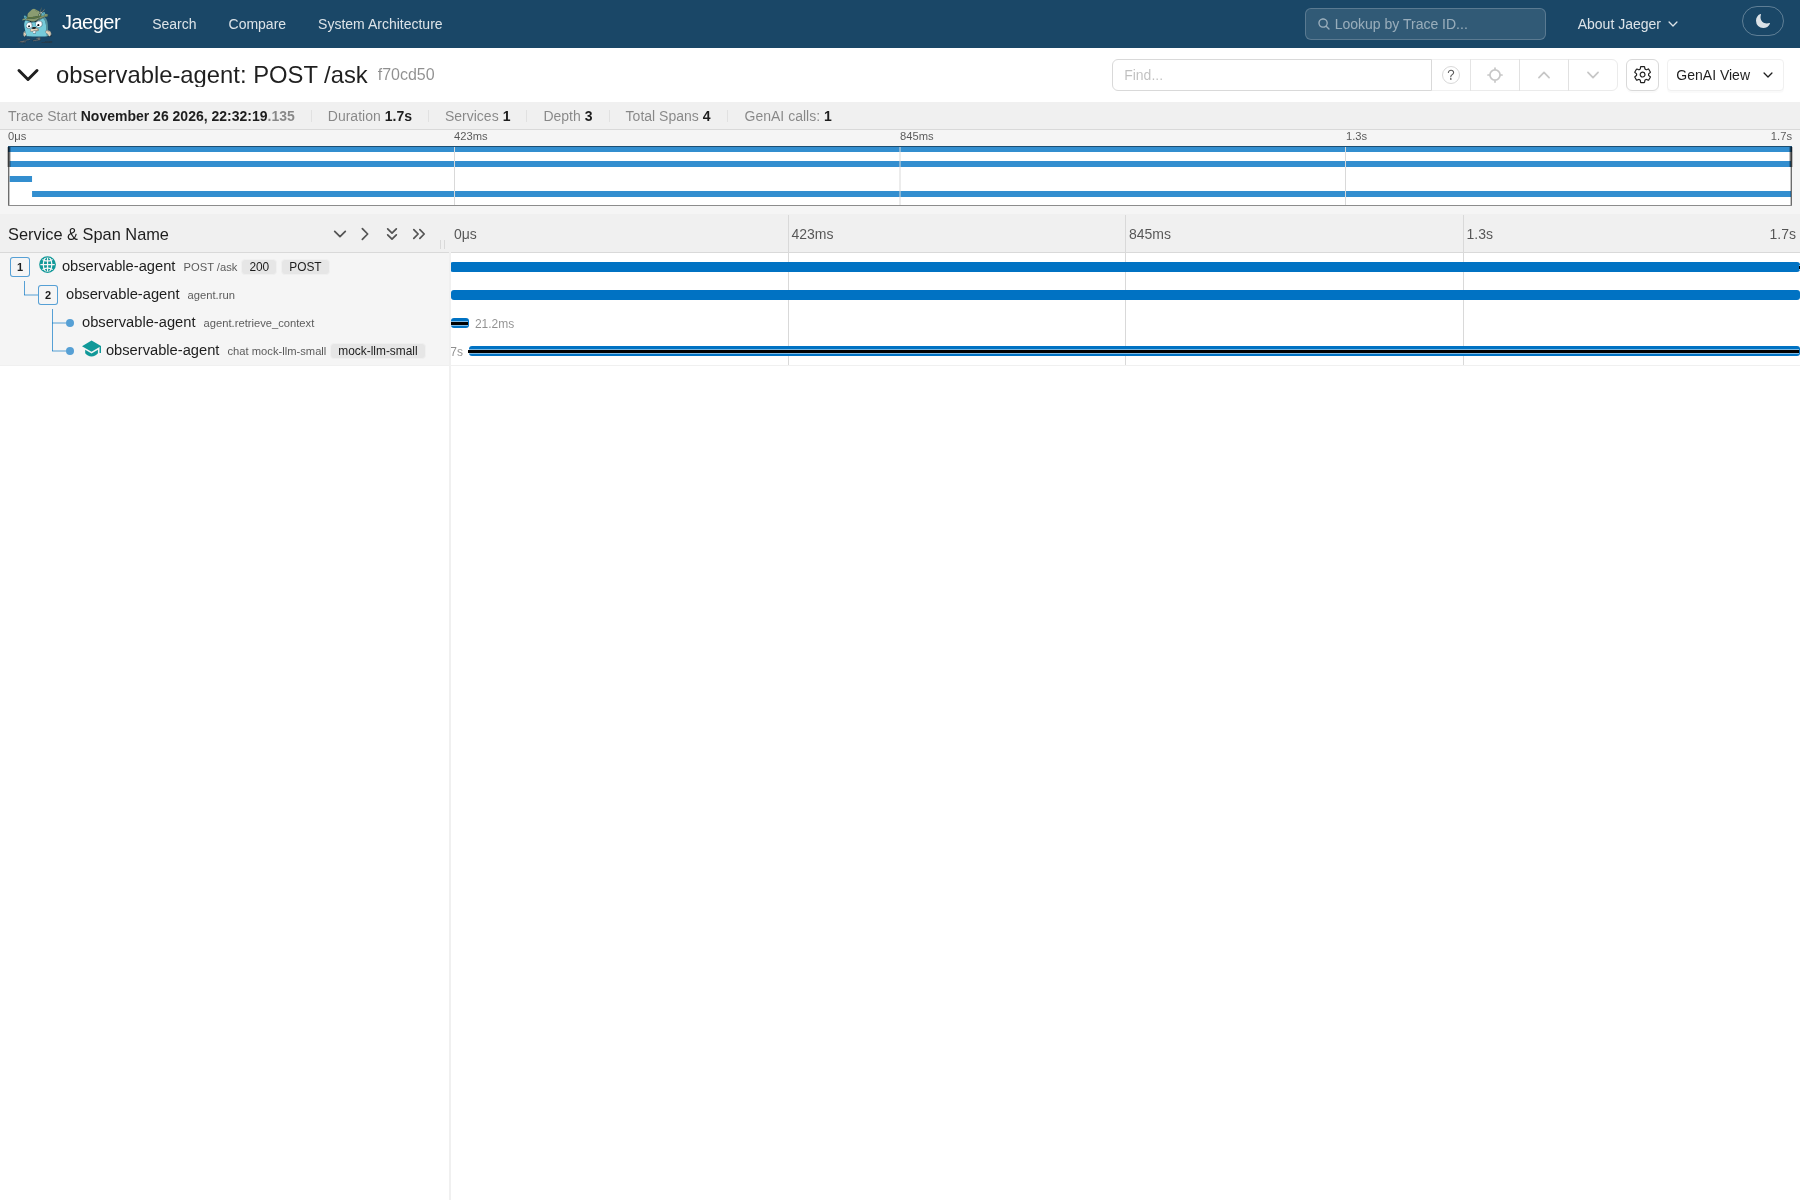 Jaeger Search Compare System Architecture Lookup by Trace ID... About Jaeger
observable-agent: POST /ask f70cd50 Find... ? GenAI View
Trace Start November 26 2026, 22:32:19.135 Duration 1.7s Services 1 Depth 3 Total Spans 4 GenAI calls: 1
0μs 423ms 845ms 1.3s 1.7s
Service & Span Name 0μs 423ms 845ms 1.3s 1.7s
1 observable-agent POST /ask 200 POST
2 observable-agent agent.run
observable-agent agent.retrieve_context 21.2ms
observable-agent chat mock-llm-small mock-llm-small 7s